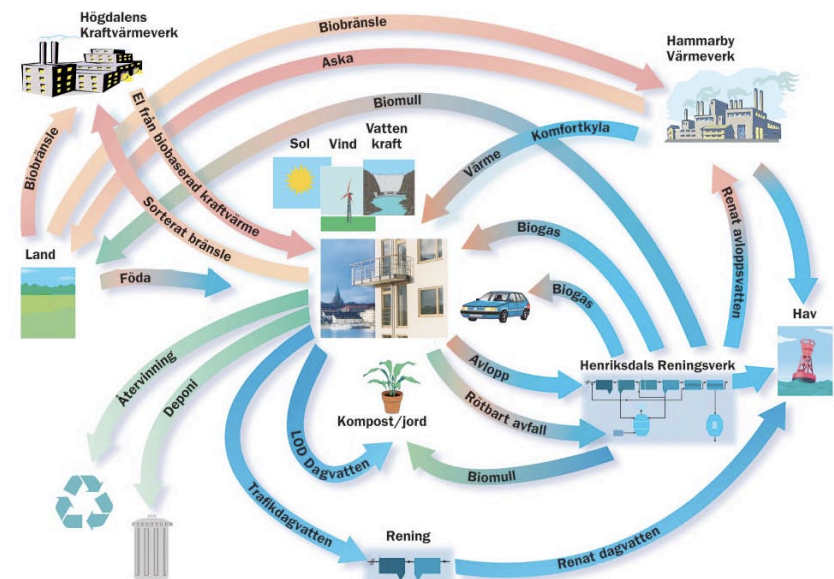 Högdalens
Kraftvärmeverk
Biobränsle
Hammarby
Värmeverk
Aska
Biomull
El från biobaserad kraftvärme
Sol
Vind
Vatten
kraft
Värme
Komfortkyla
Biobränsle
Sorterat bränsle
Renat avloppsvatten
Land
Föda
Biogas
Biogas
Hav
Återvinning
Deponi
Avlopp
Henriksdals Reningsverk
Rötbart avfall
Kompost/jord
LOD Dagvatten
Biomull
Trafikdagvatten
Rening
Renat dagvatten